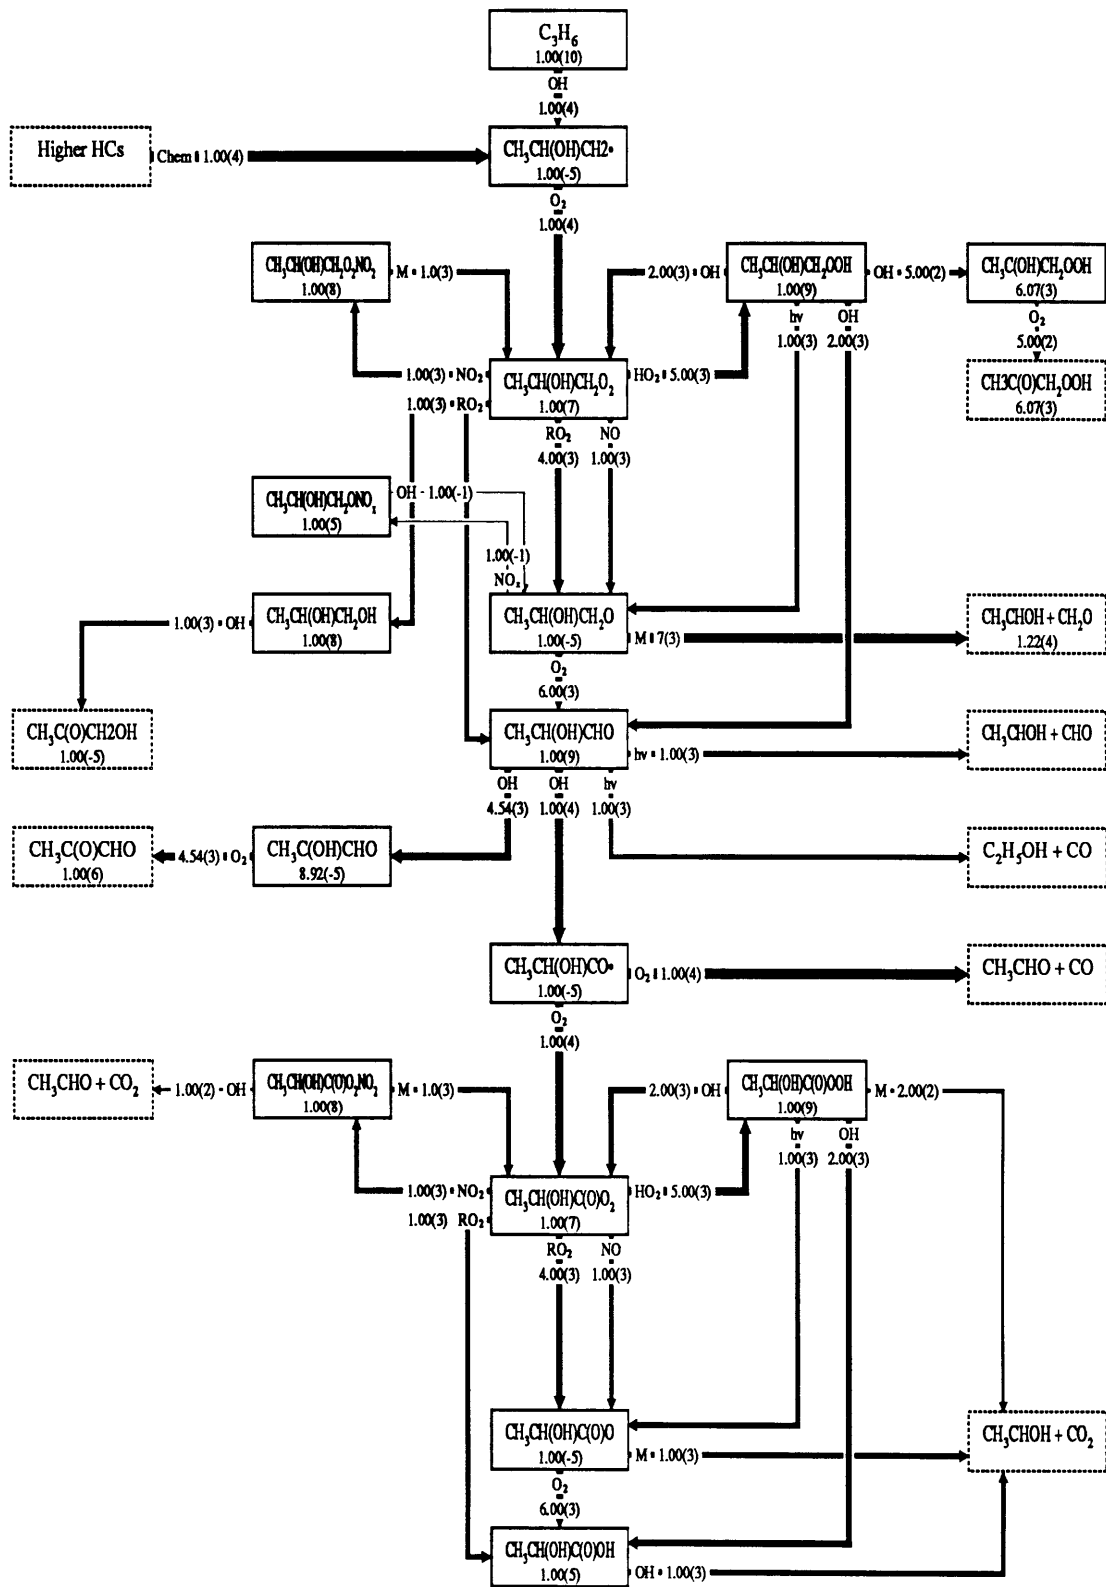 C₃H₆
1.00(10)
OH
1.00(4)
Higher HCs
Chem 1.00(4)
CH₃CH(OH)CH2•
1.00(-5)
O₂
1.00(4)
CH₃CH(OH)CH₂O₂NO₂
1.00(8)
M 1.0(3)
2.00(3) OH
CH₃CH(OH)CH₂OOH
1.00(9)
OH 5.00(2)
CH₃C(OH)CH₂OOH
6.07(3)
hv OH
1.00(3) 2.00(3)
O₂
5.00(2)
1.00(3) NO₂
1.00(3) RO₂
CH₃CH(OH)CH₂O₂
1.00(7)
HO₂ 5.00(3)
CH3C(O)CH₂OOH
6.07(3)
RO₂ NO
4.00(3) 1.00(3)
CH₃CH(OH)CH₂ONOₓ
1.00(5)
OH 1.00(-1)
1.00(-1)
NOₓ
1.00(3) OH
CH₃CH(OH)CH₂OH
1.00(8)
CH₃CH(OH)CH₂O
1.00(-5)
M 7(3)
CH₃CHOH + CH₂O
1.22(4)
O₂
6.00(3)
CH₃C(O)CH2OH
1.00(-5)
CH₃CH(OH)CHO
1.00(9)
hv 1.00(3)
CH₃CHOH + CHO
OH OH hv
4.54(3) 1.00(4) 1.00(3)
CH₃C(O)CHO
1.00(6)
4.54(3) O₂
CH₃C(OH)CHO
8.92(-5)
C₂H₅OH + CO
CH₃CH(OH)CO•
1.00(-5)
O₂ 1.00(4)
CH₃CHO + CO
O₂
1.00(4)
CH₃CHO + CO₂
1.00(2) OH
CH₃CH(OH)C(O)O₂NO₂
1.00(8)
M 1.0(3)
2.00(3) OH
CH₃CH(OH)C(O)OOH
1.00(9)
M 2.00(2)
hv OH
1.00(3) 2.00(3)
1.00(3) NO₂
1.00(3) RO₂
CH₃CH(OH)C(O)O₂
1.00(7)
HO₂ 5.00(3)
RO₂ NO
4.00(3) 1.00(3)
CH₃CH(OH)C(O)O
1.00(-5)
M 1.00(3)
CH₃CHOH + CO₂
O₂
6.00(3)
CH₃CH(OH)C(O)OH
1.00(5)
OH 1.00(3)